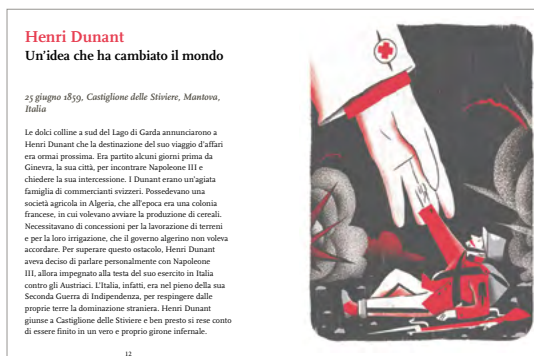 Henri Dunant
Un'idea che ha cambiato il mondo
25 giugno 1859, Castiglione delle Stiviere, Mantova,
Italia
Le dolci colline a sud del Lago di Garda annunciarono a
Henri Dunant che la destinazione del suo viaggio d'affari
era ormai prossima. Era partito alcuni giorni prima da
Ginevra, la sua città, per incontrare Napoleone III e
chiedere la sua intercessione. I Dunant erano un'agiata
famiglia di commercianti svizzeri. Possedevano una
società agricola in Algeria, che all'epoca era una colonia
francese, in cui volevano avviare la produzione di cereali.
Necessitavano di concessioni per la lavorazione di terreni
e per la loro irrigazione, che il governo algerino non voleva
accordare. Per superare questo ostacolo, Henri Dunant
aveva deciso di parlare personalmente con Napoleone
III, allora impegnato alla testa del suo esercito in Italia
contro gli Austriaci. L'Italia, infatti, era nel pieno della sua
Seconda Guerra di Indipendenza, per respingere dalle
proprie terre la dominazione straniera. Henri Dunant
giunse a Castiglione delle Stiviere e ben presto si rese conto
di essere finito in un vero e proprio girone infernale.
12